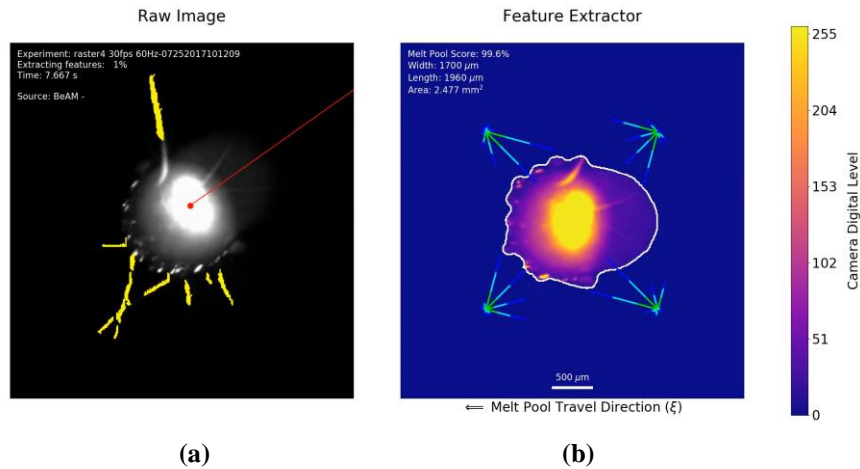 Raw Image
Experiment: raster4 30fps 60Hz-07252017101209
Extracting features:   1%
Time: 7.667 s
Source: BeAM -
(a)
Feature Extractor
Melt Pool Score: 99.6%
Width: 1700 μm
Length: 1960 μm
Area: 2.477 mm²
500 μm
⟸ Melt Pool Travel Direction (ξ)
(b)
255
204
153
102
51
0
Camera Digital Level